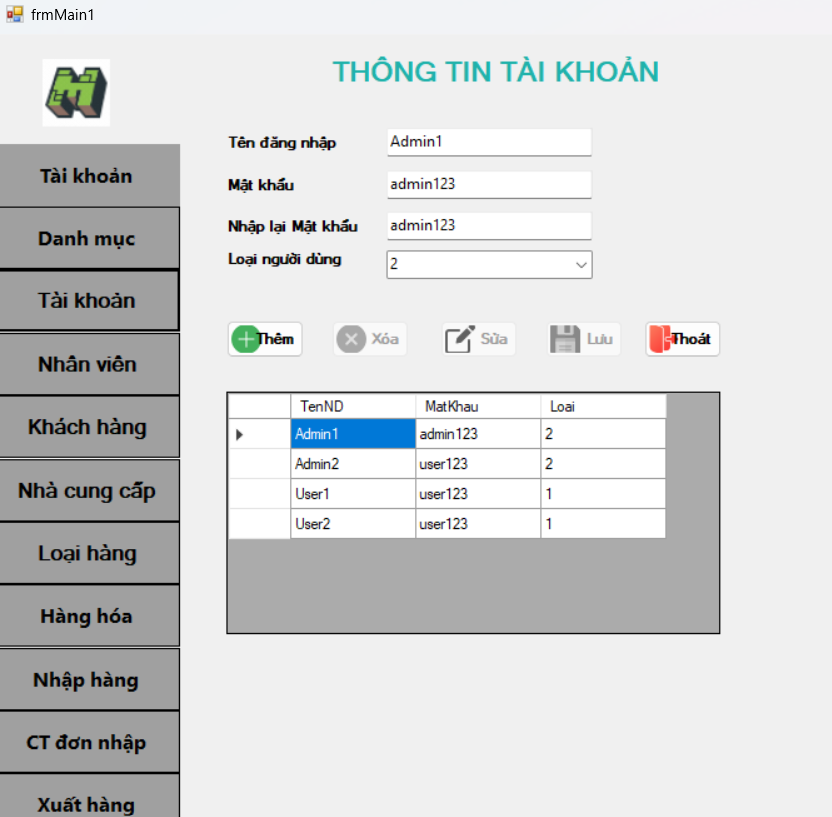 frmMain1
THÔNG TIN TÀI KHOẢN
Tên đăng nhập Admin1
Mật khẩu admin123
Nhập lại Mật khẩu admin123
Loại người dùng 2
Thêm Xóa Sửa Lưu Thoát
TenND MatKhau Loai
Admin1 admin123 2
Admin2 user123 2
User1 user123 1
User2 user123 1
Tài khoản
Danh mục
Tài khoản
Nhân viên
Khách hàng
Nhà cung cấp
Loại hàng
Hàng hóa
Nhập hàng
CT đơn nhập
Xuất hàng